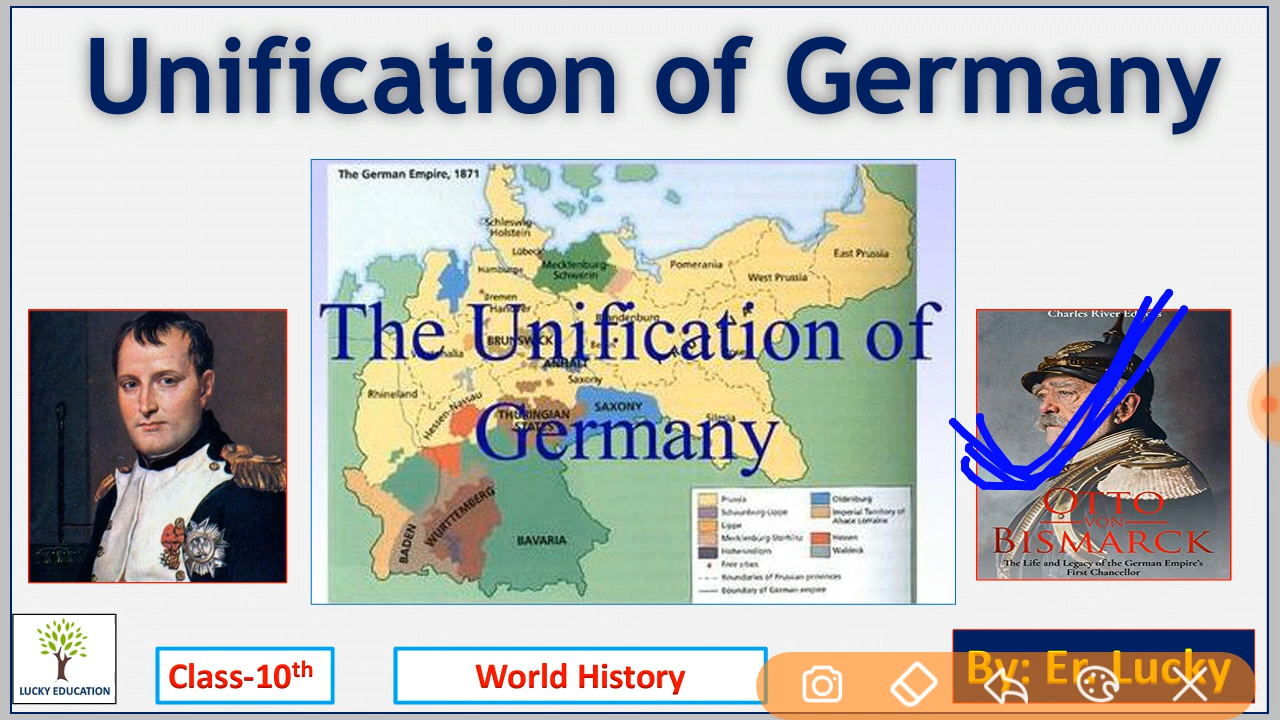 Unification of Germany
The German Empire, 1871
Schleswig-
Holstein
Lübeck
Hamburg
Mecklenburg-
Schwerin
Pomerania
East Prussia
West Prussia
Bremen
Hanover
Brandenburg
The Unification of
Germany
BRUNSWICK
ANHALT
Saxony
Rhineland
Hessen-Nassau
THURINGIAN
STATES
SAXONY
Silesia
BADEN
WURTTEMBERG
BAVARIA
Prussia
Schaumburg-Lippe
Lippe
Mecklenburg-Sterlitz
Hohenzollern
Free cities
Boundaries of Prussian provinces
Boundary of German empire
Oldenburg
Imperial Territory of
Alsace Lorraine
Hessen
Waldeck
Charles River Editors
OTTO
VON
BISMARCK
The Life and Legacy of the German Empire's
First Chancellor
LUCKY EDUCATION
Class-10th
World History
By: Er. Lucky